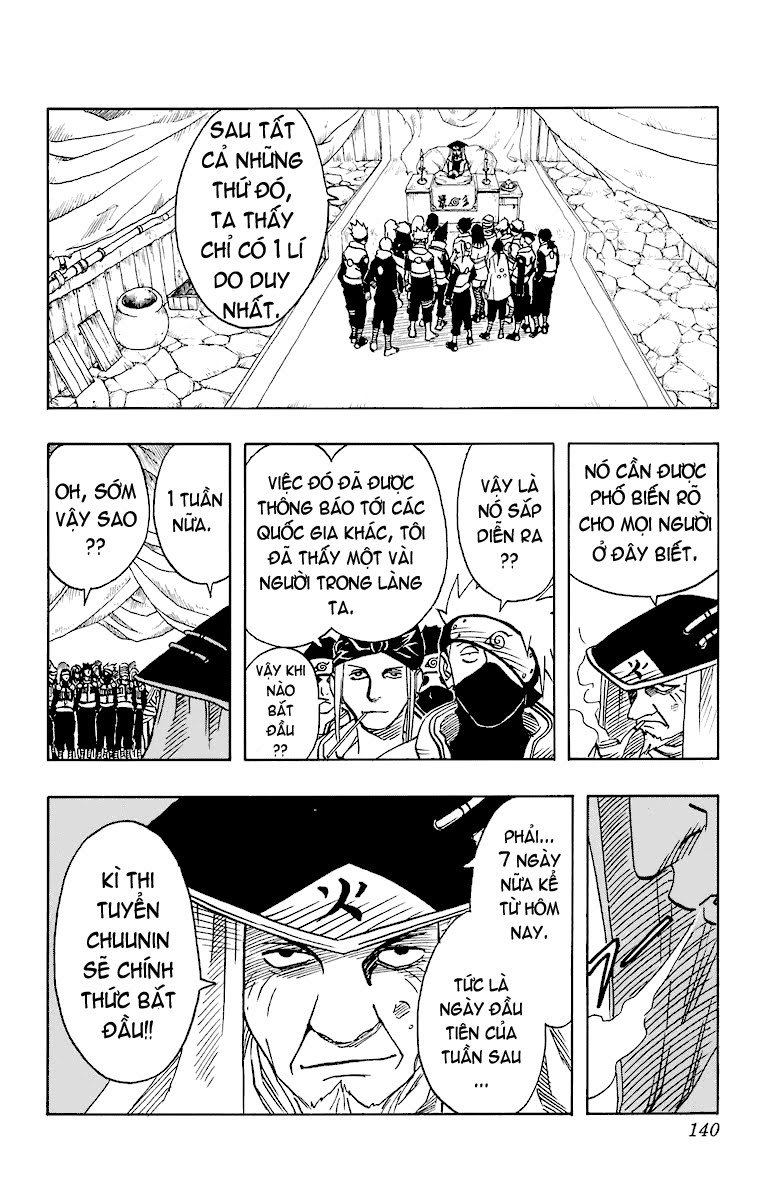 SAU TẤT
CẢ NHỮNG
THỨ ĐÓ,
TA THẤY
CHỈ CÓ 1 LÍ
DO DUY
NHẤT.
NÓ CẦN ĐƯỢC
PHỔ BIẾN RÕ
CHO MỌI NGƯỜI
Ở ĐÂY BIẾT.
VẬY LÀ
NÓ SẮP
DIỄN RA
??
VIỆC ĐÓ ĐÃ ĐƯỢC
THÔNG BÁO TỚI CÁC
QUỐC GIA KHÁC, TÔI
ĐÃ THẤY MỘT VÀI
NGƯỜI TRONG LÀNG
TA.
VẬY KHI
NÀO
BẮT
ĐẦU
??
1 TUẦN
NỮA.
OH, SỚM
VẬY SAO
??
火
PHẢI...
7 NGÀY
NỮA KỂ
TỪ HÔM
NAY.
TỨC LÀ
NGÀY ĐẦU
TIÊN CỦA
TUẦN SAU
...
火
KÌ THI
TUYỂN
CHUUNIN
SẼ CHÍNH
THỨC BẮT
ĐẦU!!
140